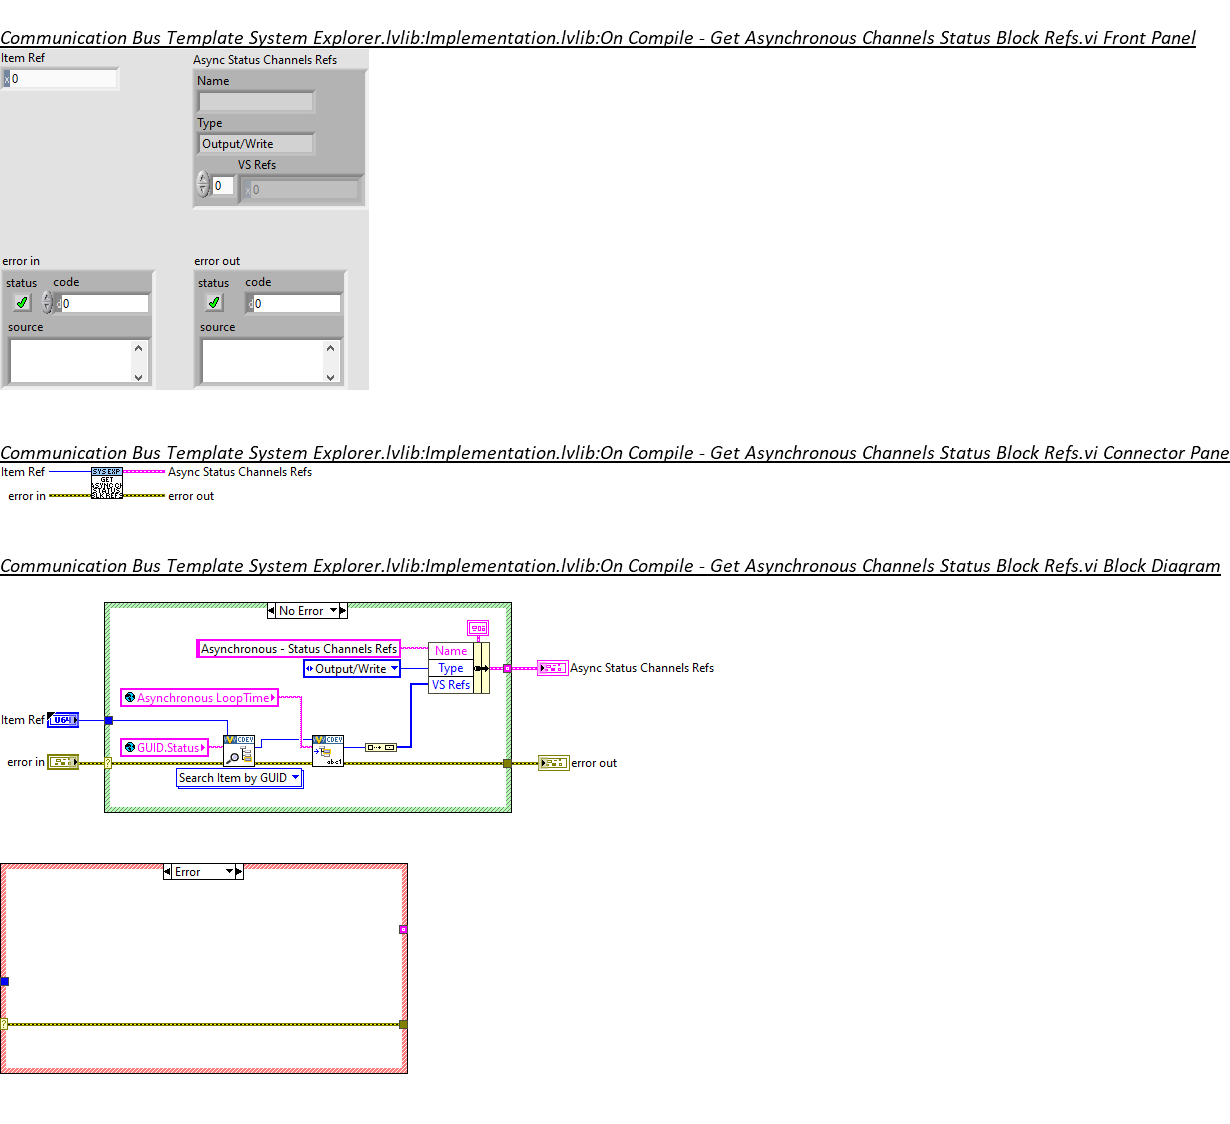 Communication Bus Template System Explorer.lvlib:Implementation.lvlib:On Compile - Get Asynchronous Channels Status Block Refs.vi Front Panel
Item Ref
x 0
Async Status Channels Refs
Name
Type
Output/Write
VS Refs
0
x 0
error in
status code
d 0
source
error out
status code
d 0
source
Communication Bus Template System Explorer.lvlib:Implementation.lvlib:On Compile - Get Asynchronous Channels Status Block Refs.vi Connector Pane
Item Ref
SYS EXP
GET
ASYNC CH
STATUS
BLK REFS
Async Status Channels Refs
error in
error out
Communication Bus Template System Explorer.lvlib:Implementation.lvlib:On Compile - Get Asynchronous Channels Status Block Refs.vi Block Diagram
No Error
Asynchronous - Status Channels Refs
Name
Output/Write
Type
VS Refs
Async Status Channels Refs
Asynchronous LoopTime
Item Ref
U64
GUID.Status
CDEV
CDEV
abc1
error in
?
error out
Search Item by GUID
Error
?